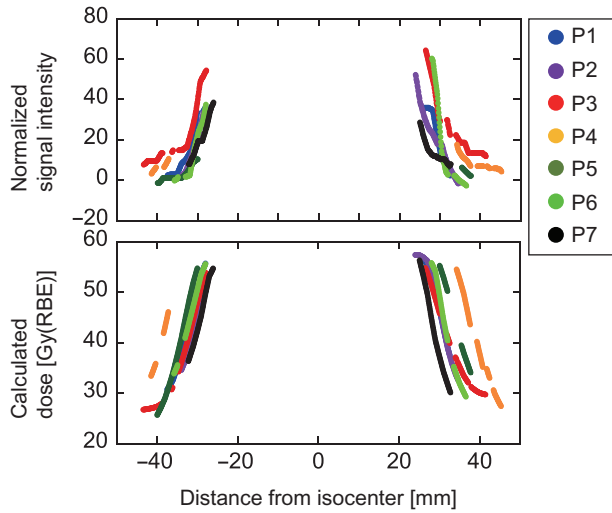 Normalized
signal intensity
80
60
40
20
0
−20
Calculated
dose [Gy(RBE)]
60
50
40
30
20
−40
−20
0
20
40
Distance from isocenter [mm]
P1
P2
P3
P4
P5
P6
P7